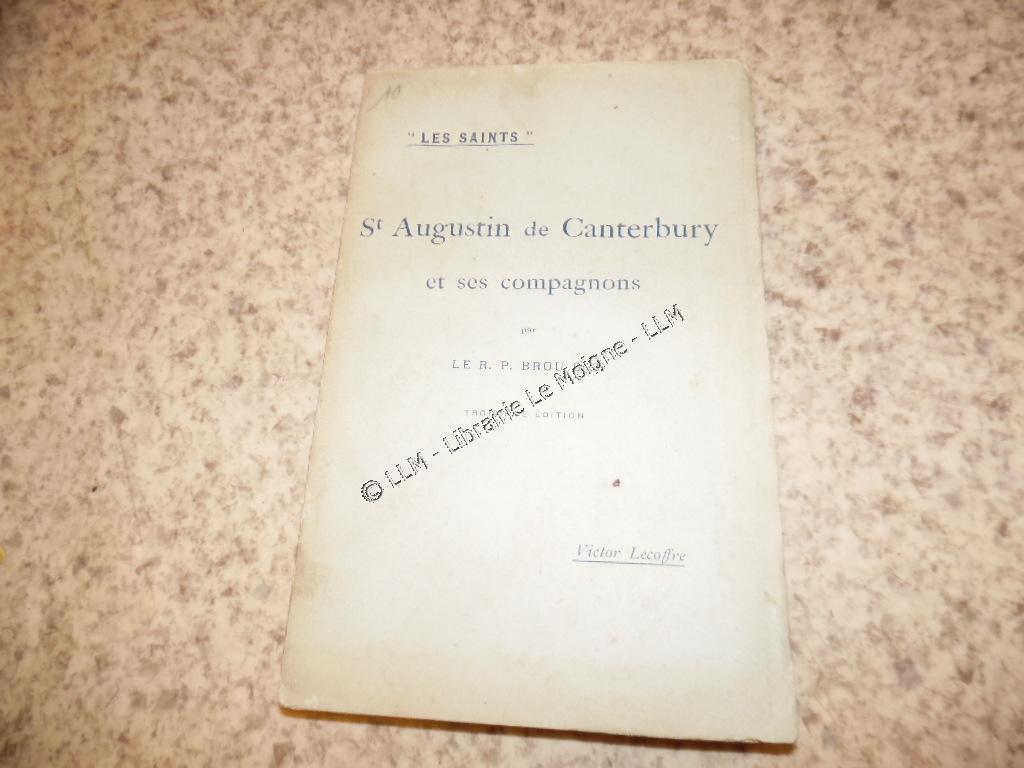 10
" LES SAINTS "
St Augustin de Canterbury
et ses compagnons
par
LE R. P.
ÉDITION
© LLM - Librairie Le Moigne - LLM
Victor Lecoffre